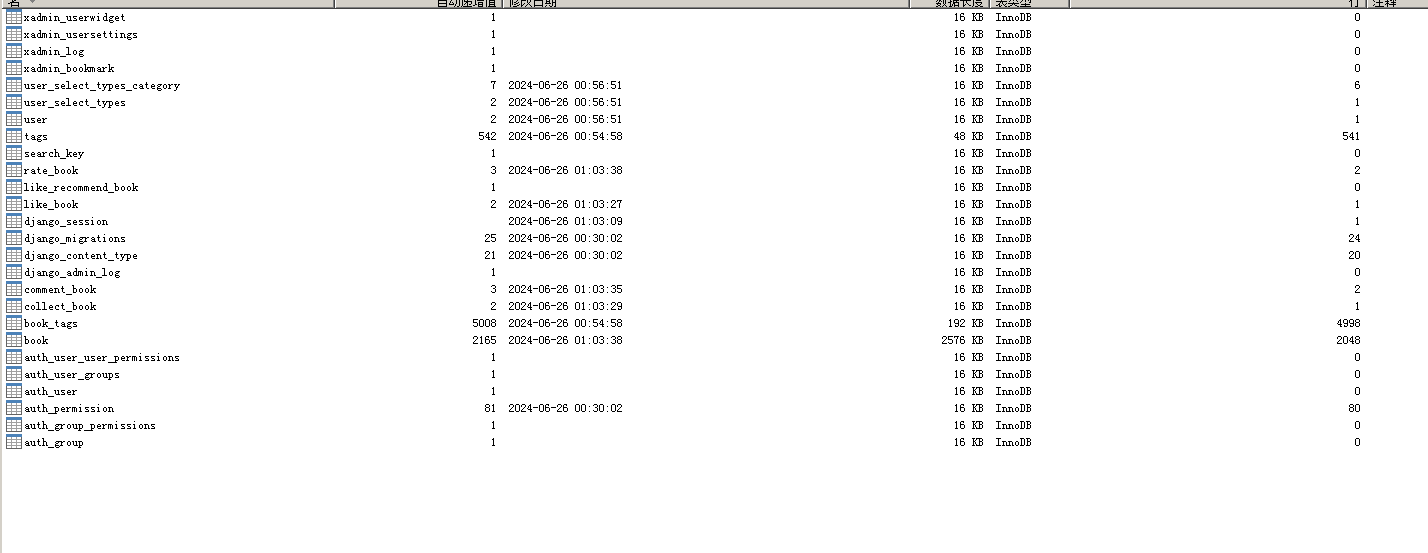 名 自动递增值 修改日期 数据长度 表类型 行 注释
xadmin_userwidget 1 16 KB InnoDB 0
xadmin_usersettings 1 16 KB InnoDB 0
xadmin_log 1 16 KB InnoDB 0
xadmin_bookmark 1 16 KB InnoDB 0
user_select_types_category 7 2024-06-26 00:56:51 16 KB InnoDB 6
user_select_types 2 2024-06-26 00:56:51 16 KB InnoDB 1
user 2 2024-06-26 00:56:51 16 KB InnoDB 1
tags 542 2024-06-26 00:54:58 48 KB InnoDB 541
search_key 1 16 KB InnoDB 0
rate_book 3 2024-06-26 01:03:38 16 KB InnoDB 2
like_recommend_book 1 16 KB InnoDB 0
like_book 2 2024-06-26 01:03:27 16 KB InnoDB 1
django_session 2024-06-26 01:03:09 16 KB InnoDB 1
django_migrations 25 2024-06-26 00:30:02 16 KB InnoDB 24
django_content_type 21 2024-06-26 00:30:02 16 KB InnoDB 20
django_admin_log 1 16 KB InnoDB 0
comment_book 3 2024-06-26 01:03:35 16 KB InnoDB 2
collect_book 2 2024-06-26 01:03:29 16 KB InnoDB 1
book_tags 5008 2024-06-26 00:54:58 192 KB InnoDB 4998
book 2165 2024-06-26 01:03:38 2576 KB InnoDB 2048
auth_user_user_permissions 1 16 KB InnoDB 0
auth_user_groups 1 16 KB InnoDB 0
auth_user 1 16 KB InnoDB 0
auth_permission 81 2024-06-26 00:30:02 16 KB InnoDB 80
auth_group_permissions 1 16 KB InnoDB 0
auth_group 1 16 KB InnoDB 0